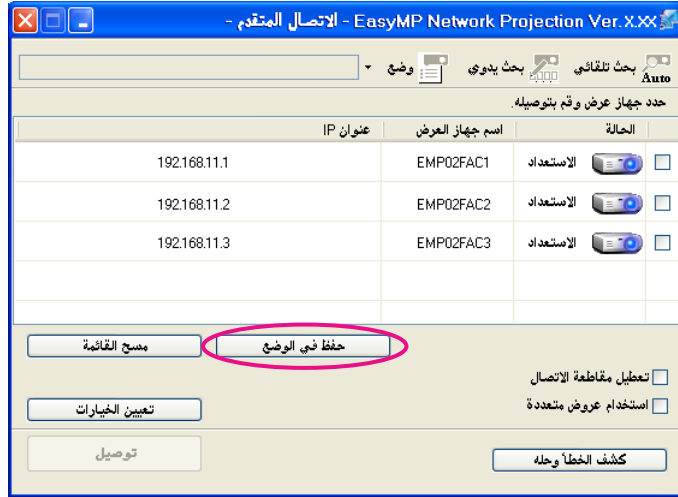 EasyMP Network Projection Ver.X.XX - الاتصال المتقدم -
Auto بحث تلقائي بحث يدوي وضع
حدد جهاز عرض وقم بتوصيله.
الحالة اسم جهاز العرض عنوان IP
الاستعداد EMP02FAC1 192.168.11.1
الاستعداد EMP02FAC2 192.168.11.2
الاستعداد EMP02FAC3 192.168.11.3
حفظ في الوضع مسح القائمة
تعطيل مقاطعة الاتصال
استخدام عروض متعددة تعيين الخيارات
كشف الخطأ وحله توصيل